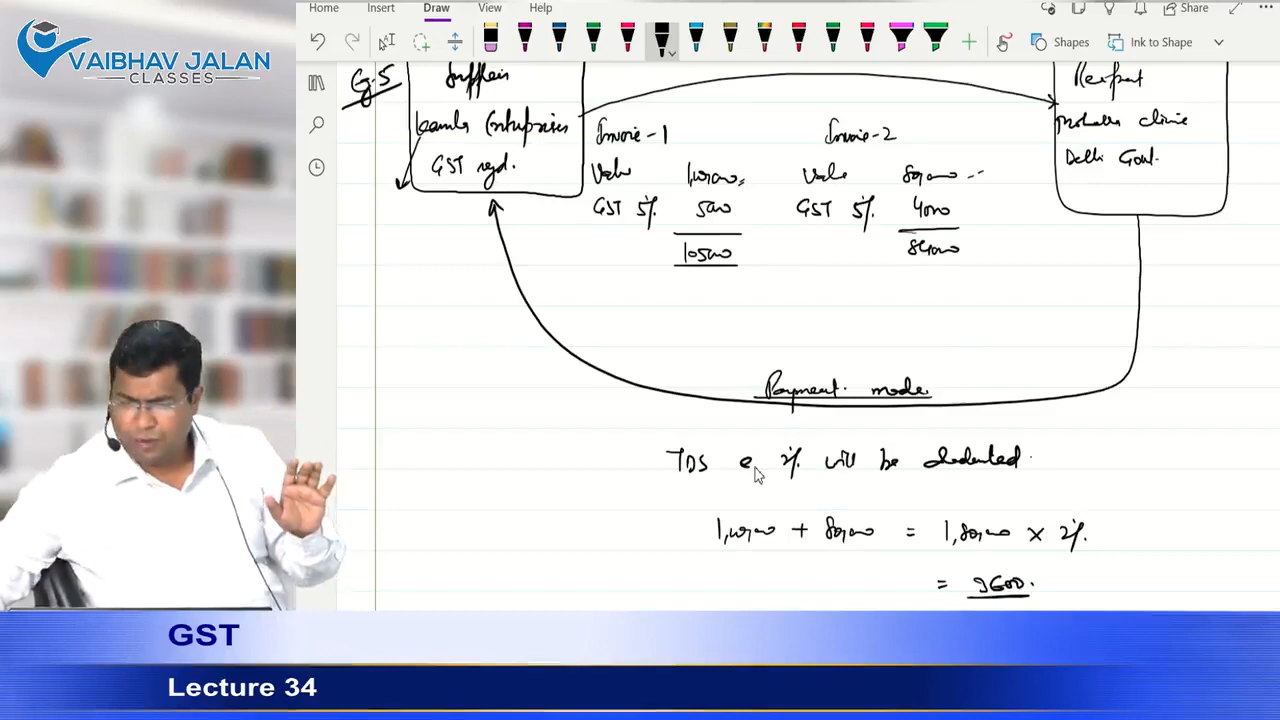 VAIBHAV JALAN
CLASSES
Home Insert Draw View Help
Share
Shapes
Ink to Shape
Eg. 5
Supplier
Enterprises
GST regd.
Invoice-1
Value 1,00,000
GST 5% 5000
105000
Invoice-2
Value 80,000
GST 5% 4000
84000
Recipient
Mohalla clinic
Delhi Govt.
Payment mode
TDS @ 2% will be deducted.
1,00,000 + 80,000 = 1,80,000 × 2%.
= 3600.
GST
Lecture 34